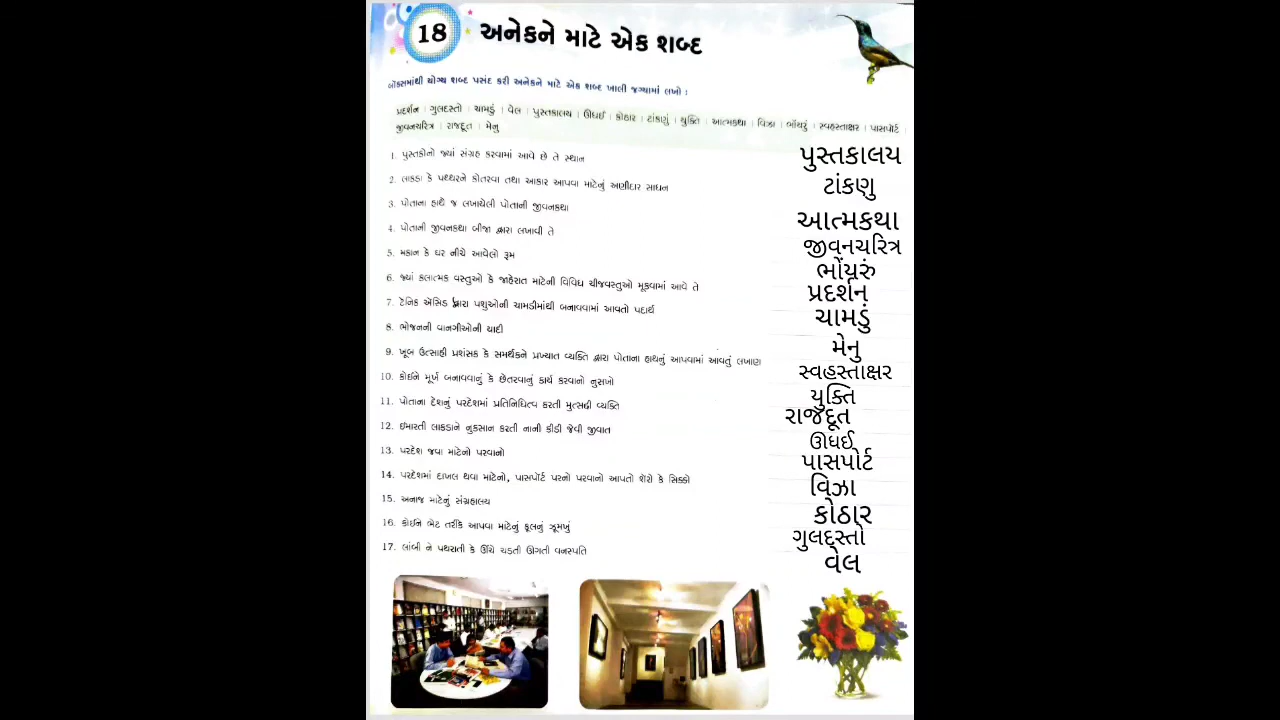 18 અનેકને માટે એક શબ્દ
બૉક્સમાંથી યોગ્ય શબ્દ પસંદ કરી અનેકને માટે એક શબ્દ ખાલી જગ્યામાં લખો :
પ્રદર્શન | ગુલદસ્તો | ચામડું | વેલ | પુસ્તકાલય | ઊધઈ | કોઠાર | ટાંકણું | યુક્તિ | આત્મકથા | વિઝા | ભોંયરું | સ્વહસ્તાક્ષર | પાસપોર્ટ |
જીવનચરિત્ર | રાજદૂત | મેનુ
1. પુસ્તકોનો જ્યાં સંગ્રહ કરવામાં આવે છે તે સ્થાન પુસ્તકાલય
2. લાકડા કે પથ્થરને કોતરવા તથા આકાર આપવા માટેનું અણીદાર સાધન ટાંકણુ
3. પોતાના હાથે જ લખાયેલી પોતાની જીવનકથા આત્મકથા
4. પોતાની જીવનકથા બીજા દ્વારા લખાવી તે જીવનચરિત્ર
5. મકાન કે ઘર નીચે આવેલો રૂમ ભોંયરું
6. જ્યાં કલાત્મક વસ્તુઓ કે જાહેરાત માટેની વિવિધ ચીજવસ્તુઓ મૂકવામાં આવે તે પ્રદર્શન
7. ટેનિક ઍસિડ દ્વારા પશુઓની ચામડીમાંથી બનાવવામાં આવતો પદાર્થ ચામડું
8. ભોજનની વાનગીઓની યાદી મેનુ
9. ખૂબ ઉત્સાહી પ્રશંસક કે સમર્થકને પ્રખ્યાત વ્યક્તિ દ્વારા પોતાના હાથનું આપવામાં આવતું લખાણ સ્વહસ્તાક્ષર
10. કોઈને મૂર્ખ બનાવવાનું કે છેતરવાનું કાર્ય કરવાનો નુસખો યુક્તિ
11. પોતાના દેશનું પરદેશમાં પ્રતિનિધિત્વ કરતી મુત્સદ્દી વ્યક્તિ રાજદૂત
12. ઇમારતી લાકડાને નુકસાન કરતી નાની કીડી જેવી જીવાત ઊધઈ
13. પરદેશ જવા માટેનો પરવાનો પાસપોર્ટ
14. પરદેશમાં દાખલ થવા માટેનો, પાસપૉર્ટ પરનો પરવાનો આપતો શેરો કે સિક્કો વિઝા
15. અનાજ માટેનું સંગ્રહાલય કોઠાર
16. કોઈને ભેટ તરીકે આપવા માટેનું ફૂલનું ઝૂમખું ગુલદસ્તો
17. લાંબી ને પથરાતી કે ઊંચે ચડતી ઊગતી વનસ્પતિ વેલ